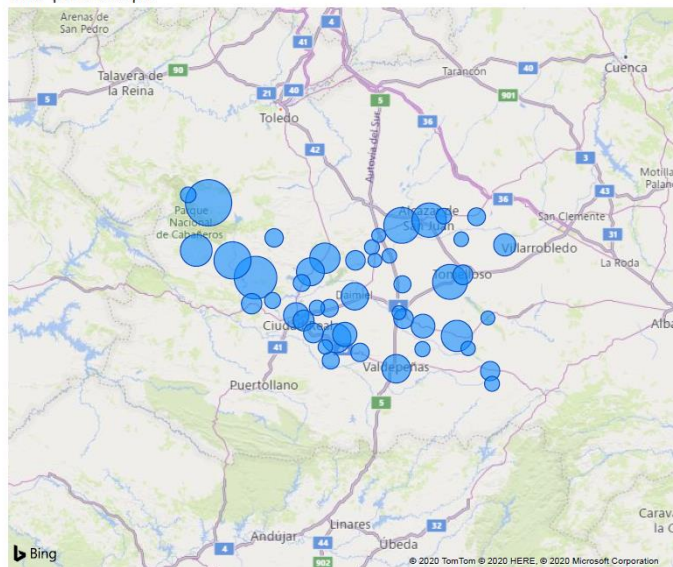 Arenas de
San Pedro
41
4
40
Tarancón
Cuenca
Talavera de
la Reina
90
5
21
40
5
901
Toledo
36
42
Autovía del Sur
3
Motilla
Palan
43
36
Alcázar de
San Juan
San Clemente
Parque
Nacional
de Cabañeros
31
Villarrobledo
La Roda
Tomelloso
Daimiel
4
Ciudad Real
Alba
41
Valdepeñas
Puertollano
5
Linares
32
Andújar
44
Úbeda
4
902
Carava
la C
Bing
© 2020 TomTom © 2020 HERE, © 2020 Microsoft Corporation